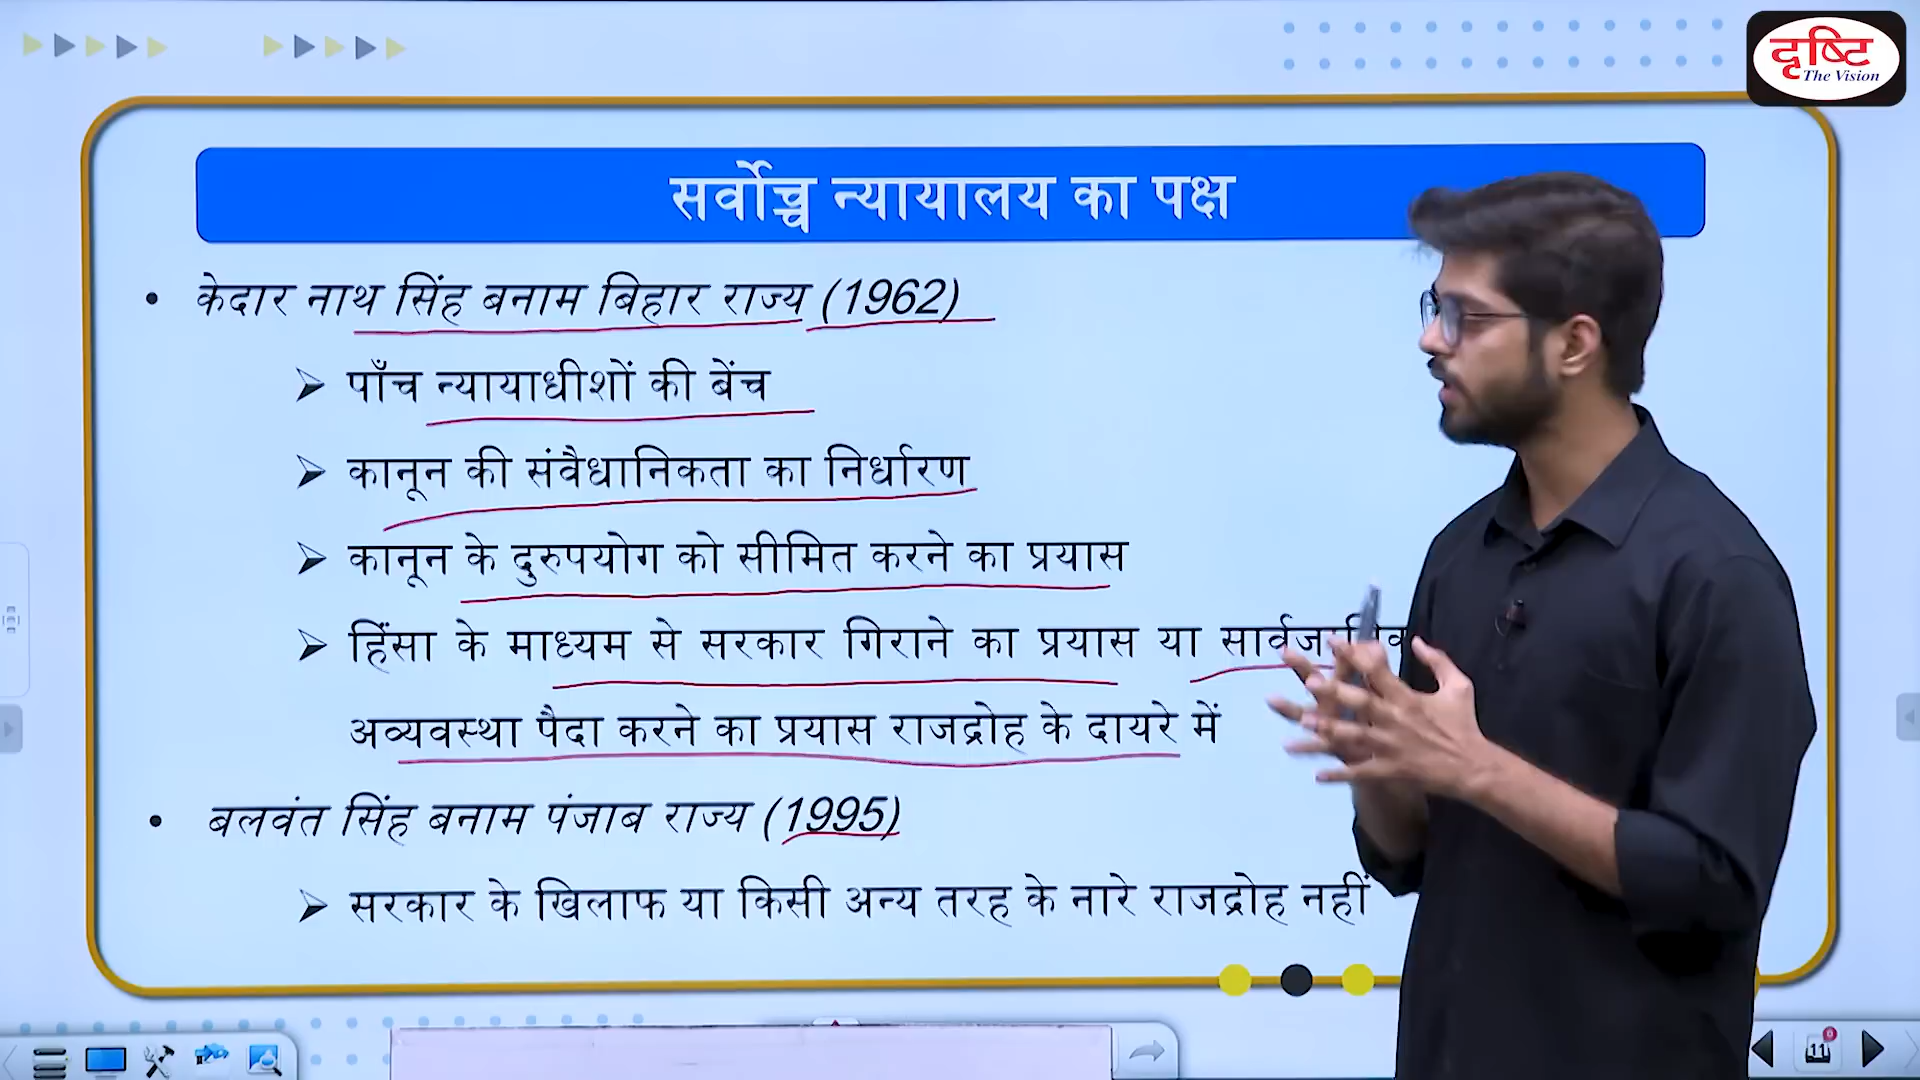 दृष्टि
The Vision
सर्वोच्च न्यायालय का पक्ष
• केदार नाथ सिंह बनाम बिहार राज्य (1962)
➢ पाँच न्यायाधीशों की बेंच
➢ कानून की संवैधानिकता का निर्धारण
➢ कानून के दुरुपयोग को सीमित करने का प्रयास
➢ हिंसा के माध्यम से सरकार गिराने का प्रयास या
अव्यवस्था पैदा करने का प्रयास राजद्रोह के दायरे में
• बलवंत सिंह बनाम पंजाब राज्य (1995)
➢ सरकार के खिलाफ या किसी अन्य तरह के नारे राजद्रोह नहीं
11